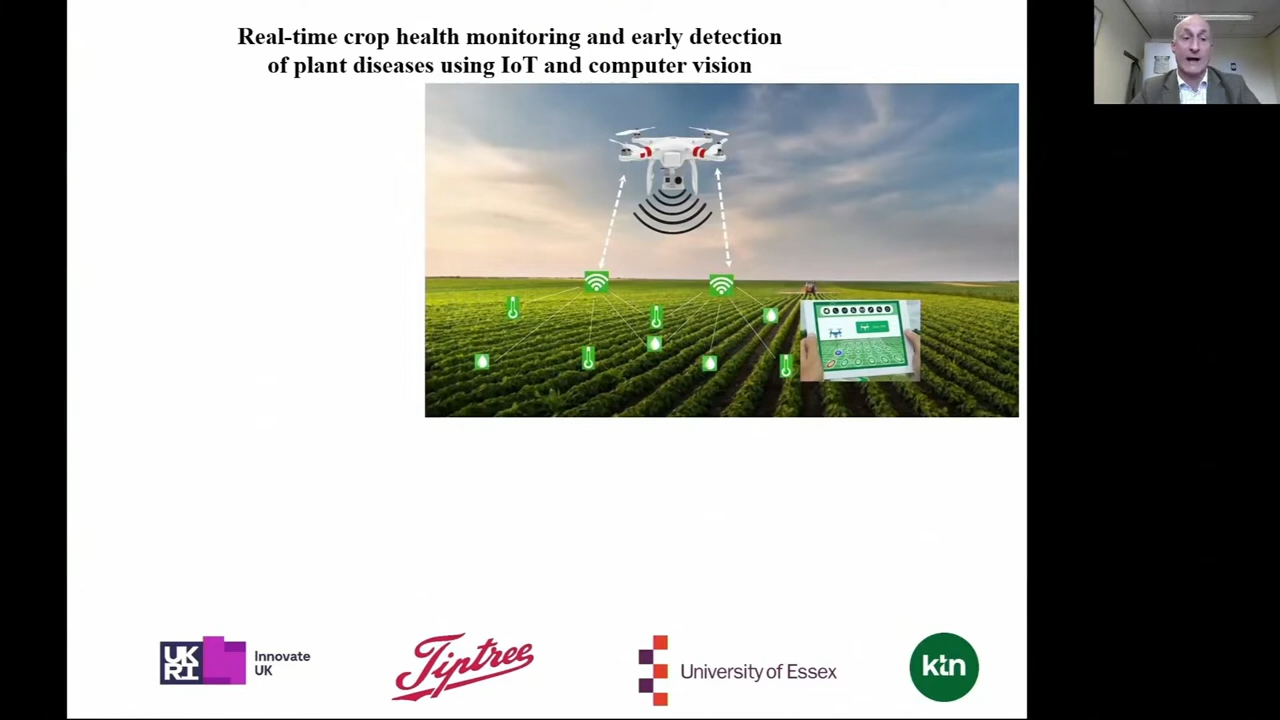 Real-time crop health monitoring and early detection
of plant diseases using IoT and computer vision
UK
RI
Innovate
UK
Tiptree
University of Essex
ktn